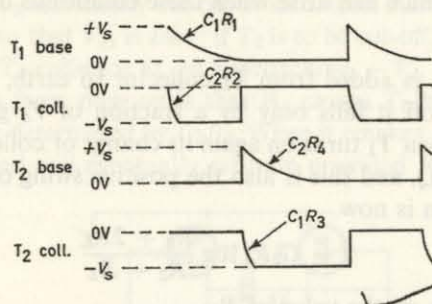 +Vs C1R1
T1 base
0V
0V C2R2
T1 coll.
-Vs
+Vs
T2 base C2R4
0V
C1R3
0V
T2 coll.
-Vs